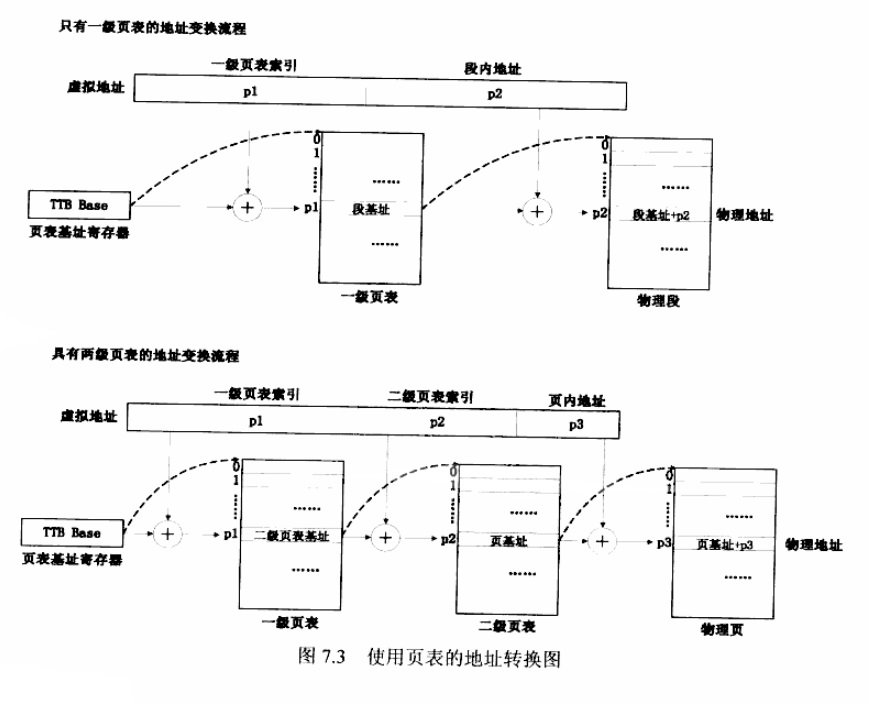 只有一级页表的地址变换流程
一级页表索引 段内地址
虚拟地址 p1 p2
0 0
1 1
...... ......
...... ......
TTB Base + p1 段基址 + p2 段基址+p2 物理地址
页表基址寄存器
...... ......
一级页表 物理段
具有两级页表的地址变换流程
一级页表索引 二级页表索引 页内地址
虚拟地址 p1 p2 p3
0 0 0
1 1 1
...... ...... ......
...... ...... ......
TTB Base + p1 二级页表基址 + p2 页基址 + p3 页基址+p3 物理地址
页表基址寄存器
...... ...... ......
一级页表 二级页表 物理页
图 7.3 使用页表的地址转换图